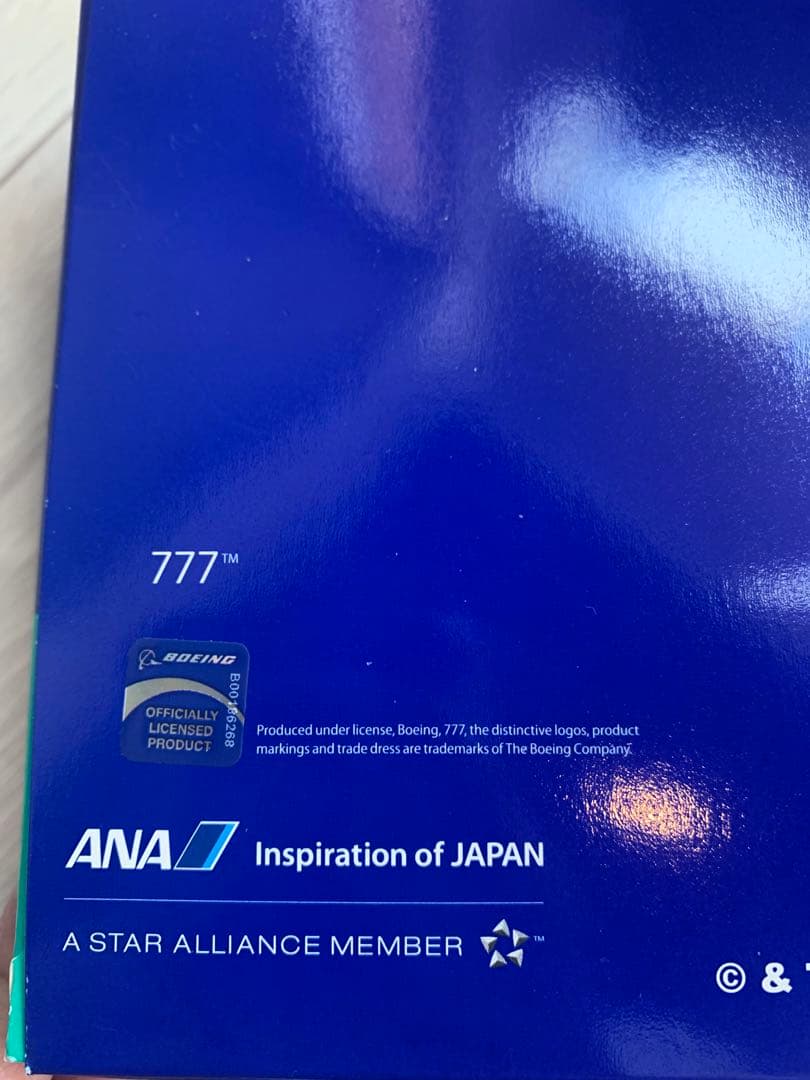 777™
BOEING
OFFICIALLY
LICENSED
PRODUCT
Produced under license, Boeing, 777, the distinctive logos, product
markings and trade dress are trademarks of The Boeing Company.
ANA Inspiration of JAPAN
A STAR ALLIANCE MEMBER ™
© &